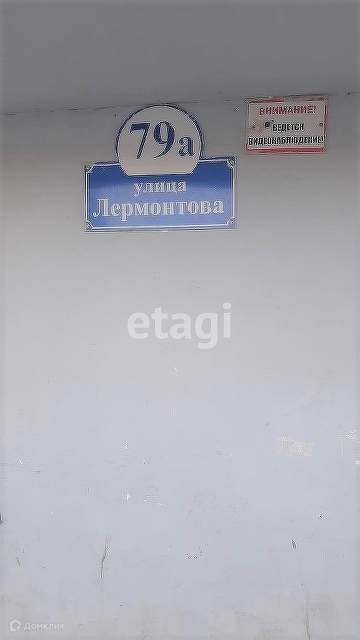 79а
улица
Лермонтова
ВНИМАНИЕ!
ВЕДЕТСЯ
ВИДЕОНАБЛЮДЕНИЕ!
etagi
Домклик